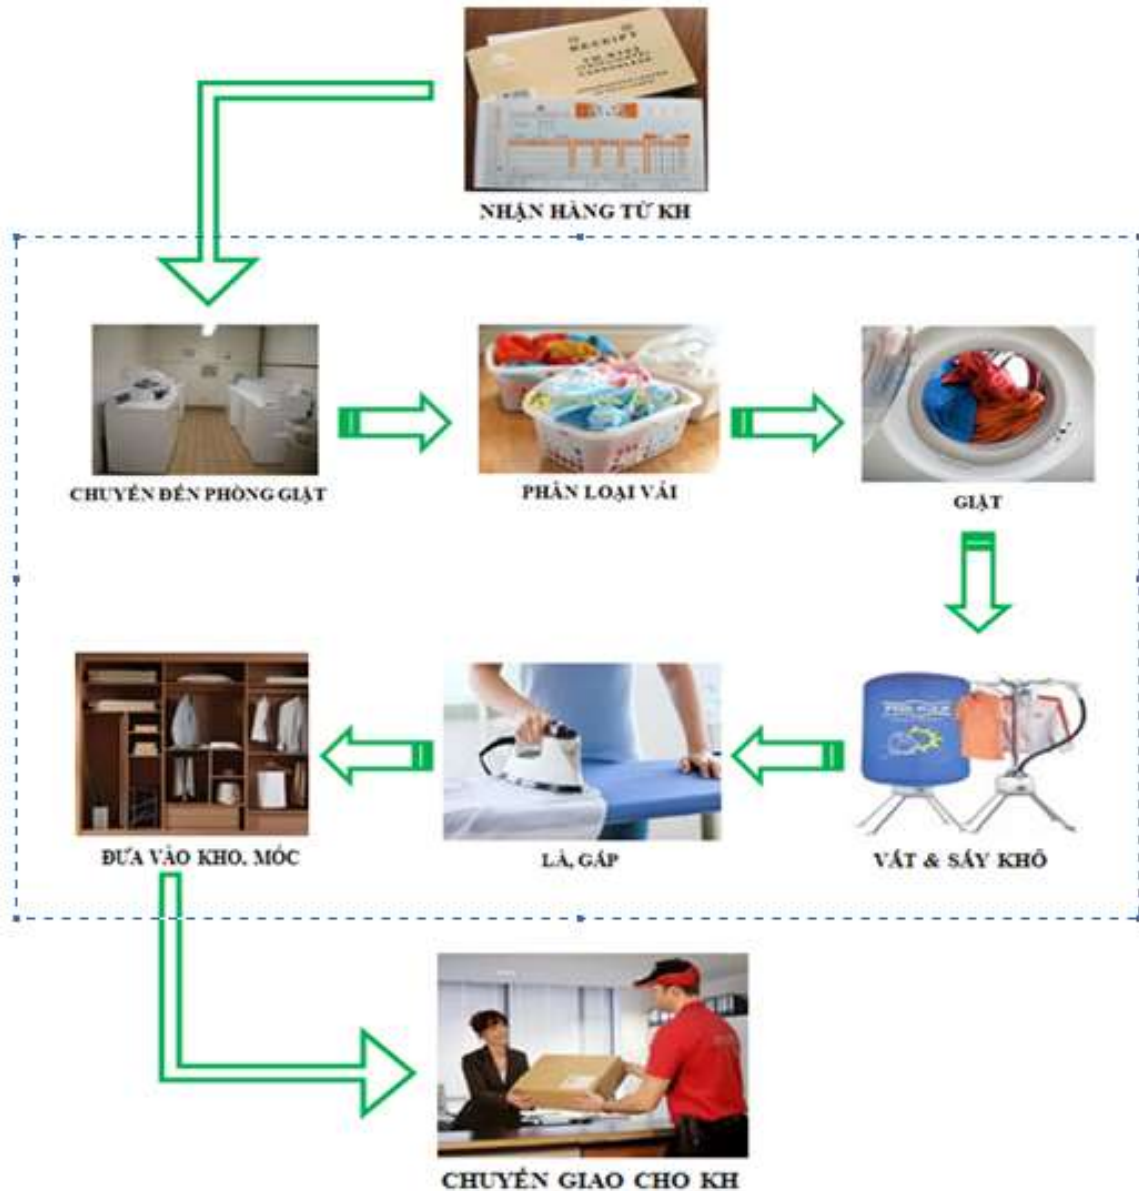 RECEIPT
NHẬN HÀNG TỪ KH
CHUYỂN ĐẾN PHÒNG GIẶT
PHÂN LOẠI VẢI
GIẶT
ĐƯA VÀO KHO, MÓC
LÀ, GẤP
VẮT & SẤY KHÔ
CHUYỂN GIAO CHO KH